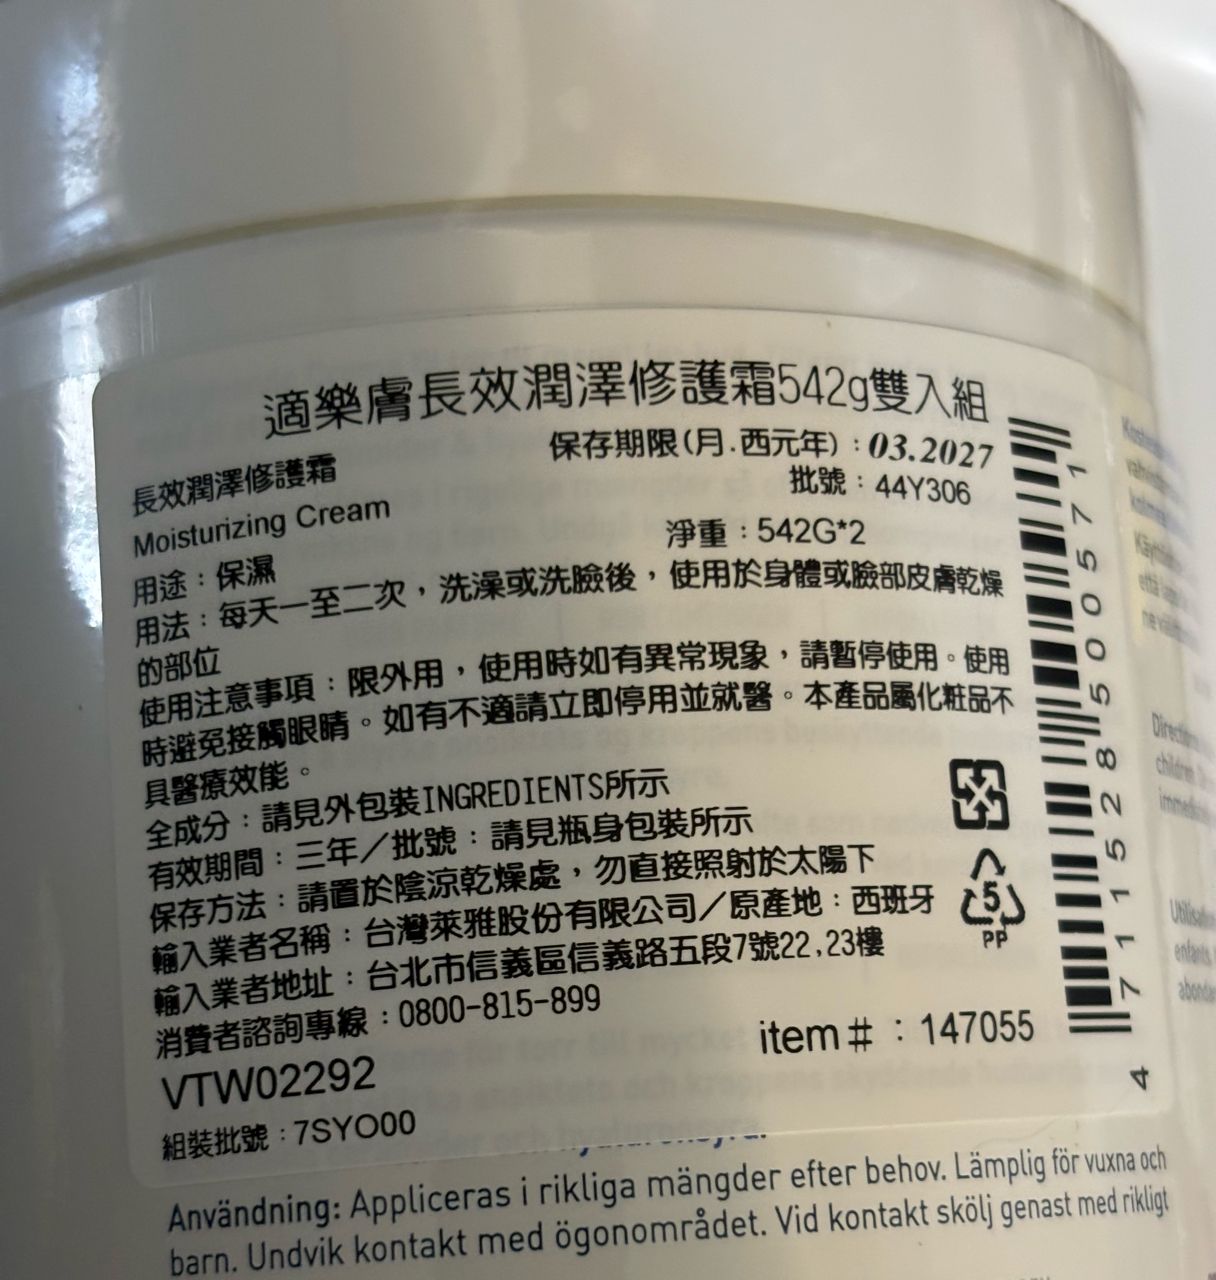 適樂膚長效潤澤修護霜542g雙入組
保存期限(月.西元年)：03.2027
長效潤澤修護霜
批號：44Y306
Moisturizing Cream
淨重：542G*2
用途：保濕
用法：每天一至二次，洗澡或洗臉後，使用於身體或臉部皮膚乾燥
的部位
使用注意事項：限外用，使用時如有異常現象，請暫停使用。使用
時避免接觸眼睛。如有不適請立即停用並就醫。本產品屬化粧品不
具醫療效能。
全成分：請見外包裝INGREDIENTS所示
有效期間：三年／批號：請見瓶身包裝所示
保存方法：請置於陰涼乾燥處，勿直接照射於太陽下
輸入業者名稱：台灣萊雅股份有限公司／原產地：西班牙
輸入業者地址：台北市信義區信義路五段7號22,23樓
消費者諮詢專線：0800-815-899
VTW02292
item＃：147055
組裝批號：7SYO00
5
PP
4 711528 500571
Användning: Appliceras i rikliga mängder efter behov. Lämplig för vuxna och
barn. Undvik kontakt med ögonområdet. Vid kontakt skölj genast med rikligt